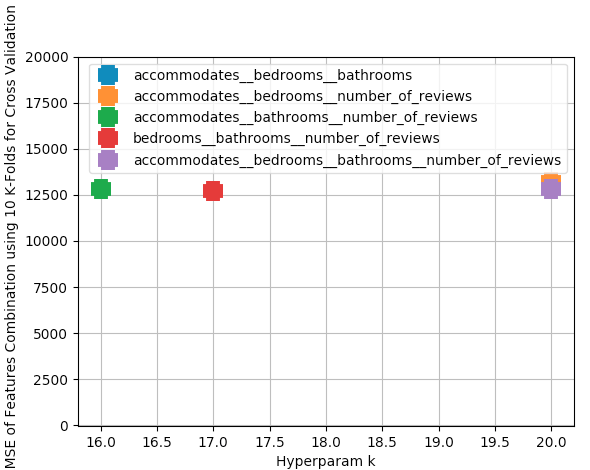 MSE of Features Combination using 10 K-Folds for Cross Validation
20000
17500
15000
12500
10000
7500
5000
2500
0
accommodates__bedrooms__bathrooms
accommodates__bedrooms__number_of_reviews
accommodates__bathrooms__number_of_reviews
bedrooms__bathrooms__number_of_reviews
accommodates__bedrooms__bathrooms__number_of_reviews
16.0 16.5 17.0 17.5 18.0 18.5 19.0 19.5 20.0
Hyperparam k